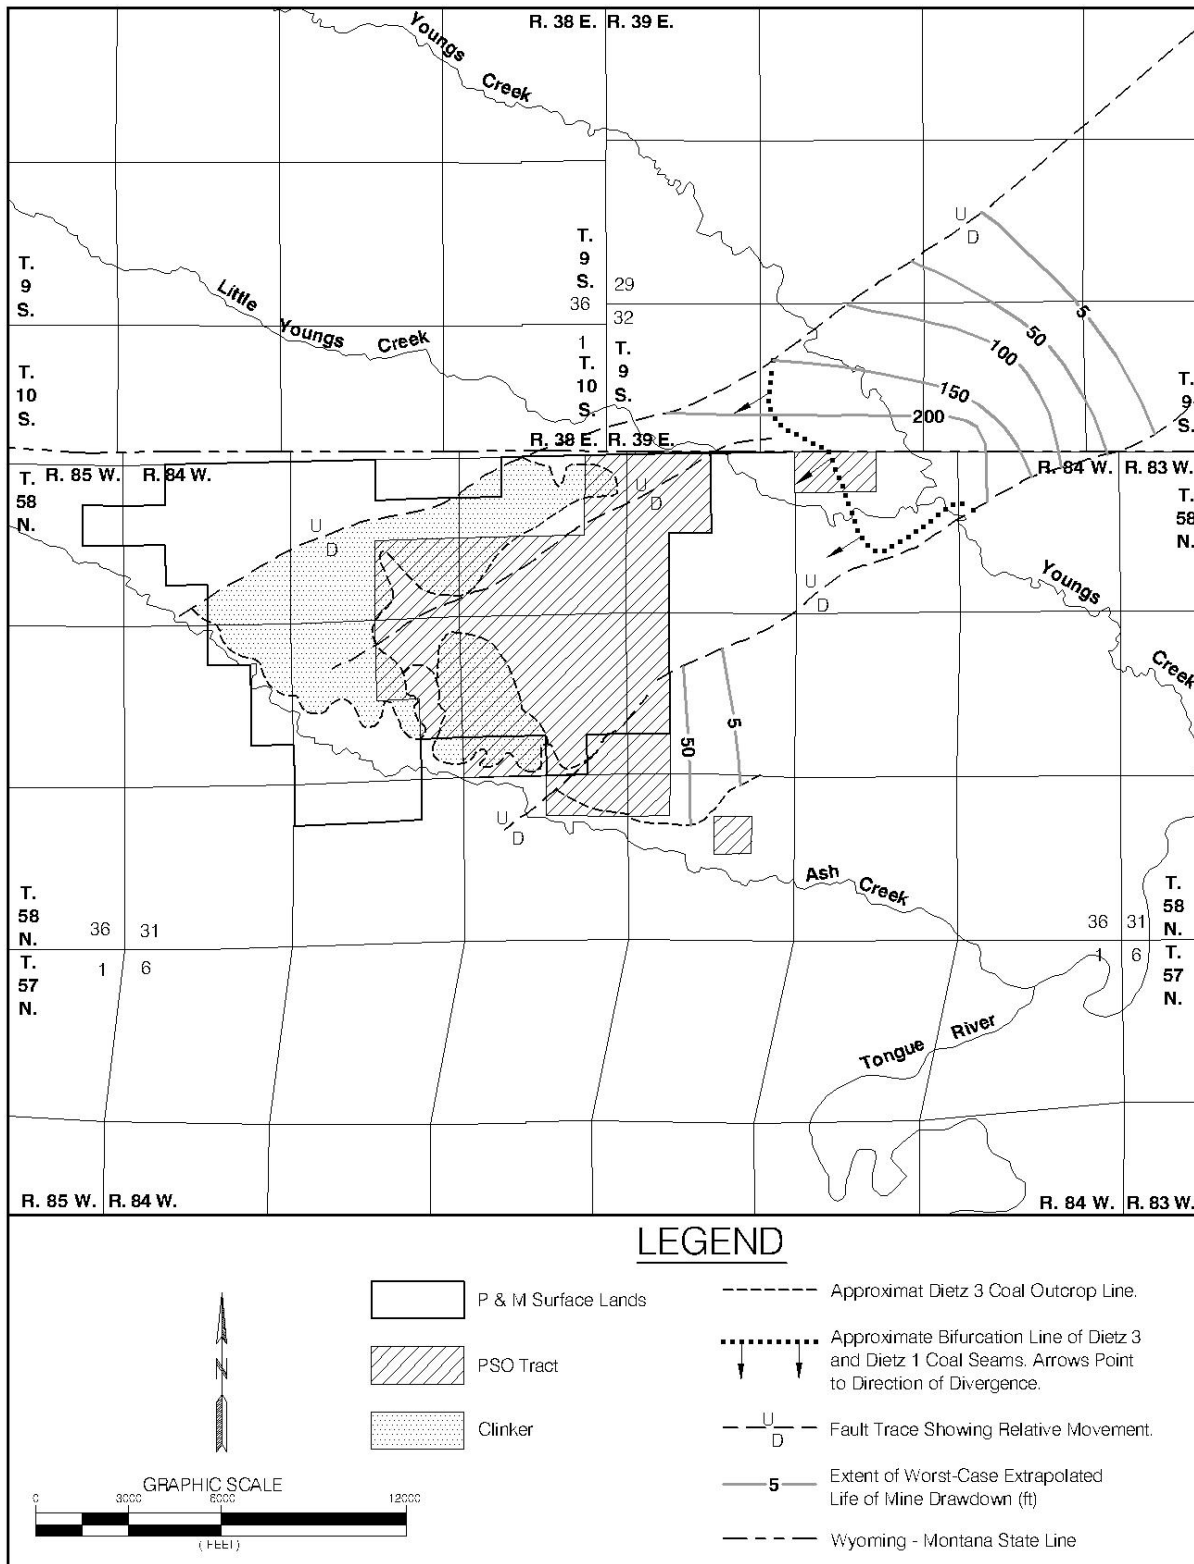 R. 38 E. R. 39 E.
Youngs
Creek
U
D
T.
9
S.
T.
9
S.
29
36
32
1
Little
Youngs
Creek
5
50
100
150
200
T.
10
S.
T.
10
S.
T.
9
S.
T.
9
S.
R. 38 E. R. 39 E.
R. 85 W. R. 84 W.
R. 84 W. R. 83 W.
T.
58
N.
T.
58
N.
U
D
U
D
Youngs
Creek
U
D
5
50
U
D
Ash
Creek
T.
58
N.
36
31
1
6
T.
57
N.
T.
58
N.
36
31
1
6
T.
57
N.
Tongue
River
R. 85 W. R. 84 W.
R. 84 W. R. 83 W.
LEGEND
N
GRAPHIC SCALE
0 3000 6000 12000
( FEET )
P & M Surface Lands
PSO Tract
Clinker
Approximat Dietz 3 Coal Outcrop Line.
Approximate Bifurcation Line of Dietz 3
and Dietz 1 Coal Seams. Arrows Point
to Direction of Divergence.
U
D
Fault Trace Showing Relative Movement.
5
Extent of Worst-Case Extrapolated
Life of Mine Drawdown (ft)
Wyoming - Montana State Line